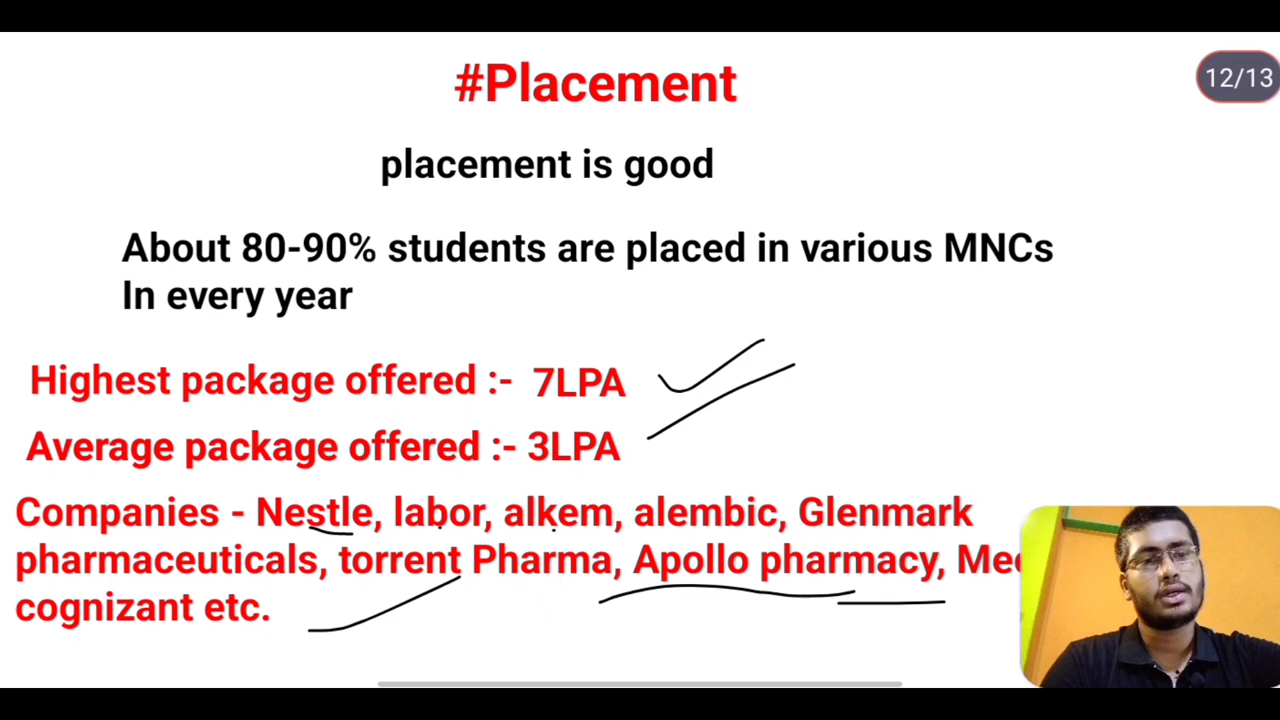 #Placement
12/13
placement is good
About 80-90% students are placed in various MNCs
In every year
Highest package offered :- 7LPA
Average package offered :- 3LPA
Companies - Nestle, labor, alkem, alembic, Glenmark
pharmaceuticals, torrent Pharma, Apollo pharmacy,
cognizant etc.